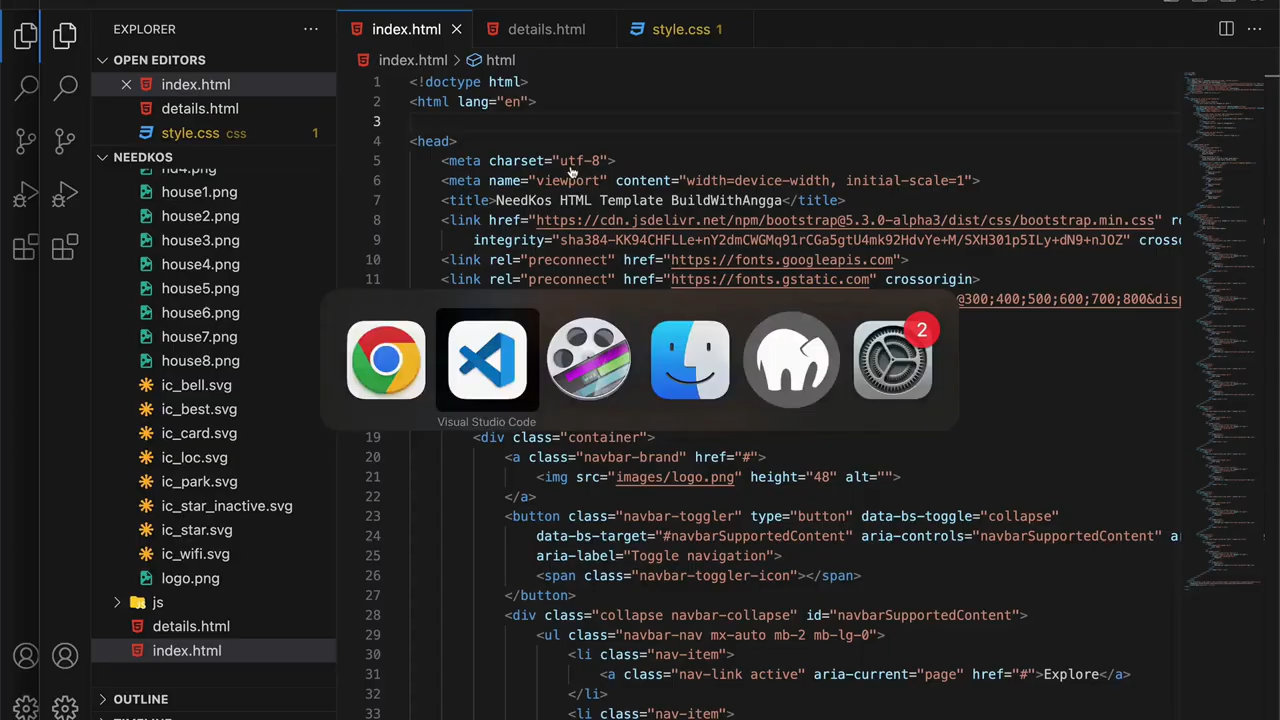 EXPLORER
OPEN EDITORS
index.html
details.html
style.css css 1
NEEDKOS
hd4.png
house1.png
house2.png
house3.png
house4.png
house5.png
house6.png
house7.png
house8.png
ic_bell.svg
ic_best.svg
ic_card.svg
ic_loc.svg
ic_park.svg
ic_star_inactive.svg
ic_star.svg
ic_wifi.svg
logo.png
js
details.html
index.html
OUTLINE
index.html details.html style.css 1
index.html > html
1 <!doctype html>
2 <html lang="en">
3
4 <head>
5 <meta charset="utf-8">
6 <meta name="viewport" content="width=device-width, initial-scale=1">
7 <title>NeedKos HTML Template BuildWithAngga</title>
8 <link href="https://cdn.jsdelivr.net/npm/bootstrap@5.3.0-alpha3/dist/css/bootstrap.min.css" re
9 integrity="sha384-KK94CHFLLe+nY2dmCWGMq91rCGa5gtU4mk92HdvYe+M/SXH301p5ILy+dN9+nJOZ" cross
10 <link rel="preconnect" href="https://fonts.googleapis.com">
11 <link rel="preconnect" href="https://fonts.gstatic.com" crossorigin>
@300;400;500;600;700;800&disp
2
Visual Studio Code
19 <div class="container">
20 <a class="navbar-brand" href="#">
21 <img src="images/logo.png" height="48" alt="">
22 </a>
23 <button class="navbar-toggler" type="button" data-bs-toggle="collapse"
24 data-bs-target="#navbarSupportedContent" aria-controls="navbarSupportedContent" ar
25 aria-label="Toggle navigation">
26 <span class="navbar-toggler-icon"></span>
27 </button>
28 <div class="collapse navbar-collapse" id="navbarSupportedContent">
29 <ul class="navbar-nav mx-auto mb-2 mb-lg-0">
30 <li class="nav-item">
31 <a class="nav-link active" aria-current="page" href="#">Explore</a>
32 </li>
33 <li class="nav-item">